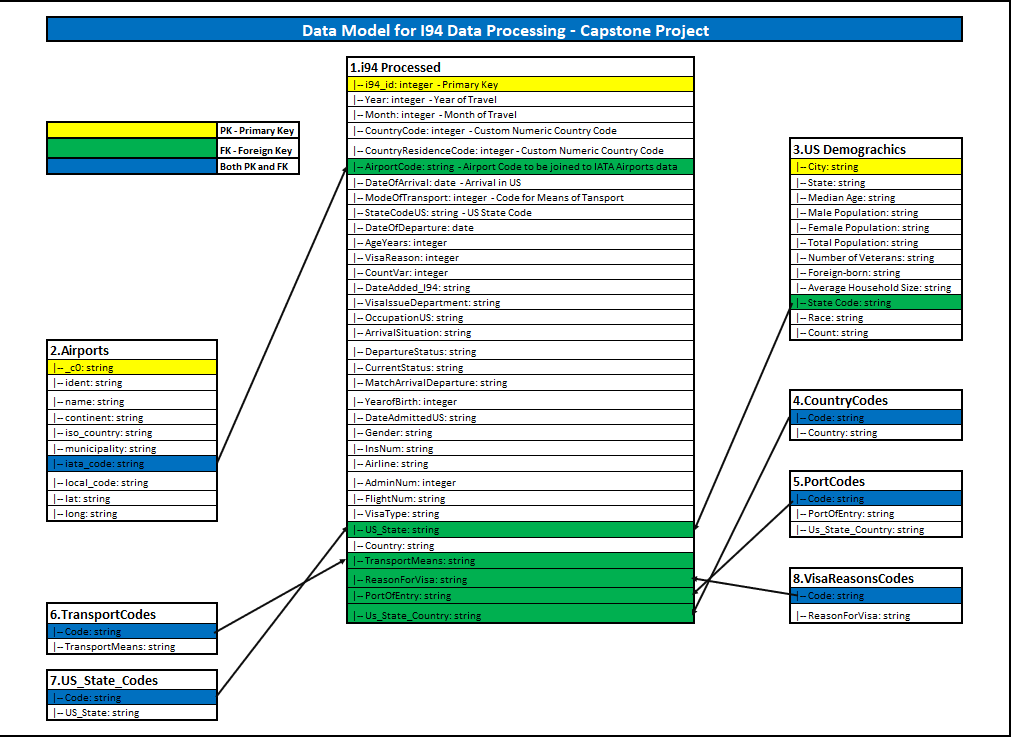 Data Model for I94 Data Processing - Capstone Project
PK - Primary Key
FK - Foreign Key
Both PK and FK
1.i94 Processed
|-- i94_id: integer - Primary Key
|-- Year: integer - Year of Travel
|-- Month: integer - Month of Travel
|-- CountryCode: integer - Custom Numeric Country Code
|-- CountryResidenceCode: integer - Custom Numeric Country Code
|-- AirportCode: string - Airport Code to be joined to IATA Airports data
|-- DateOfArrival: date - Arrival in US
|-- ModeOfTransport: integer - Code for Means of Tansport
|-- StateCodeUS: string - US State Code
|-- DateOfDeparture: date
|-- AgeYears: integer
|-- VisaReason: integer
|-- CountVar: integer
|-- DateAdded_I94: string
|-- VisaIssueDepartment: string
|-- OccupationUS: string
|-- ArrivalSituation: string
|-- DepartureStatus: string
|-- CurrentStatus: string
|-- MatchArrivalDeparture: string
|-- YearofBirth: integer
|-- DateAdmittedUS: string
|-- Gender: string
|-- InsNum: string
|-- Airline: string
|-- AdminNum: integer
|-- FlightNum: string
|-- VisaType: string
|-- US_State: string
|-- Country: string
|-- TransportMeans: string
|-- ReasonForVisa: string
|-- PortOfEntry: string
|-- Us_State_Country: string
2.Airports
|-- _c0: string
|-- ident: string
|-- name: string
|-- continent: string
|-- iso_country: string
|-- municipality: string
|-- iata_code: string
|-- local_code: string
|-- lat: string
|-- long: string
3.US Demograchics
|-- City: string
|-- State: string
|-- Median Age: string
|-- Male Population: string
|-- Female Population: string
|-- Total Population: string
|-- Number of Veterans: string
|-- Foreign-born: string
|-- Average Household Size: string
|-- State Code: string
|-- Race: string
|-- Count: string
4.CountryCodes
|-- Code: string
|-- Country: string
5.PortCodes
|-- Code: string
|-- PortOfEntry: string
|-- Us_State_Country: string
6.TransportCodes
|-- Code: string
|-- TransportMeans: string
7.US_State_Codes
|-- Code: string
|-- US_State: string
8.VisaReasonsCodes
|-- Code: string
|-- ReasonForVisa: string